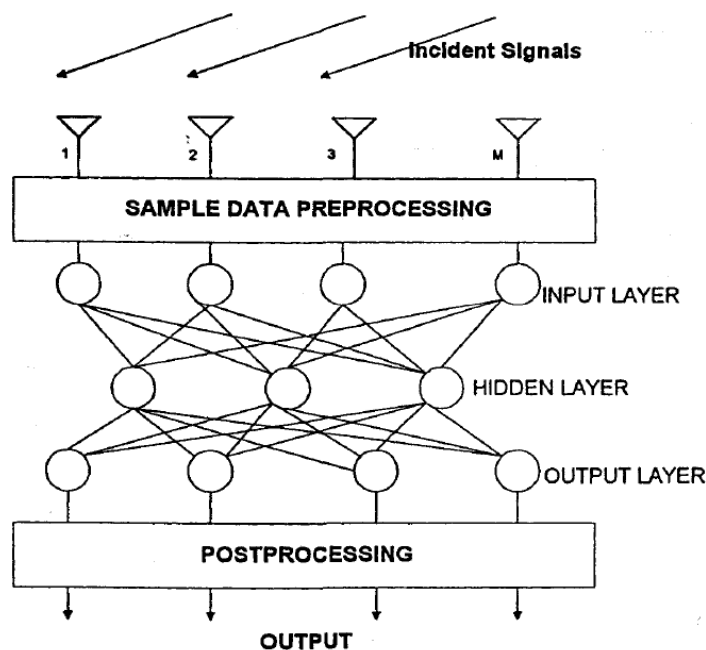 Incident Signals
1 2 3 M
SAMPLE DATA PREPROCESSING
INPUT LAYER
HIDDEN LAYER
OUTPUT LAYER
POSTPROCESSING
OUTPUT